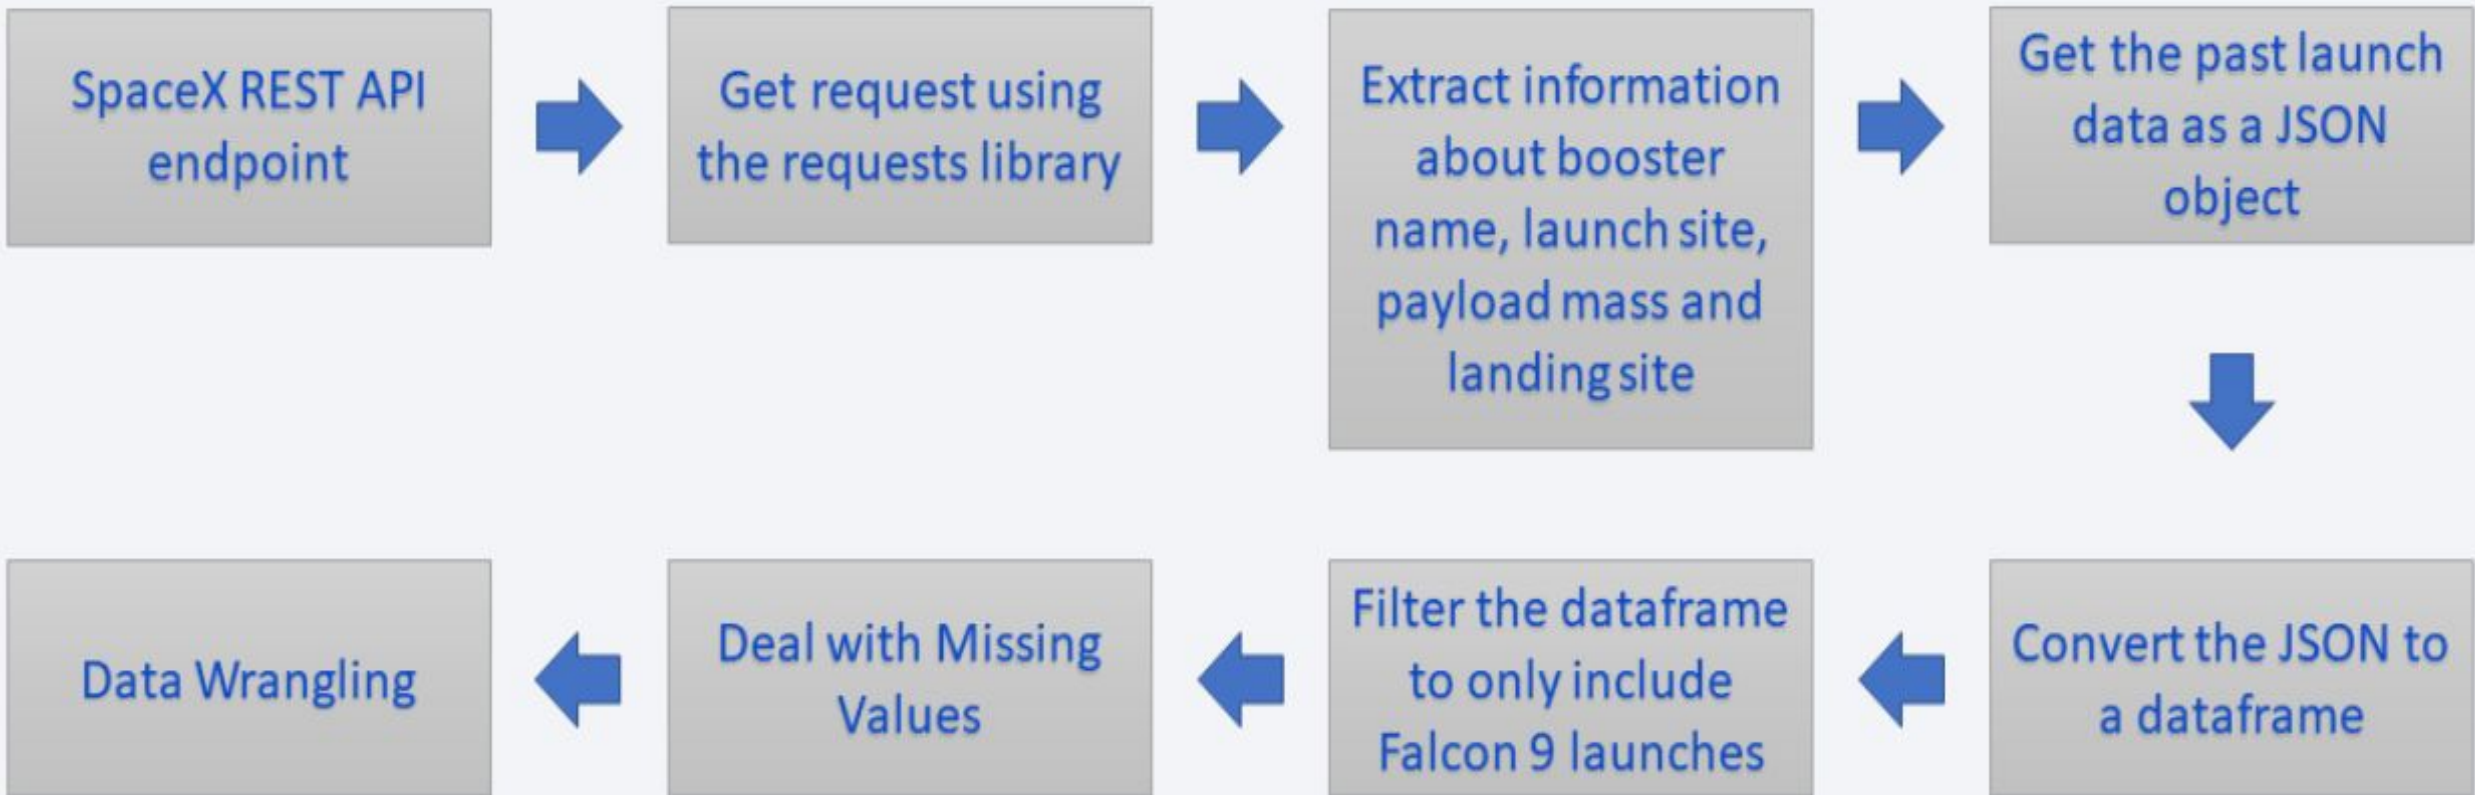 SpaceX REST API
endpoint
Get request using
the requests library
Extract information
about booster
name, launch site,
payload mass and
landing site
Get the past launch
data as a JSON
object
Convert the JSON to
a dataframe
Filter the dataframe
to only include
Falcon 9 launches
Deal with Missing
Values
Data Wrangling